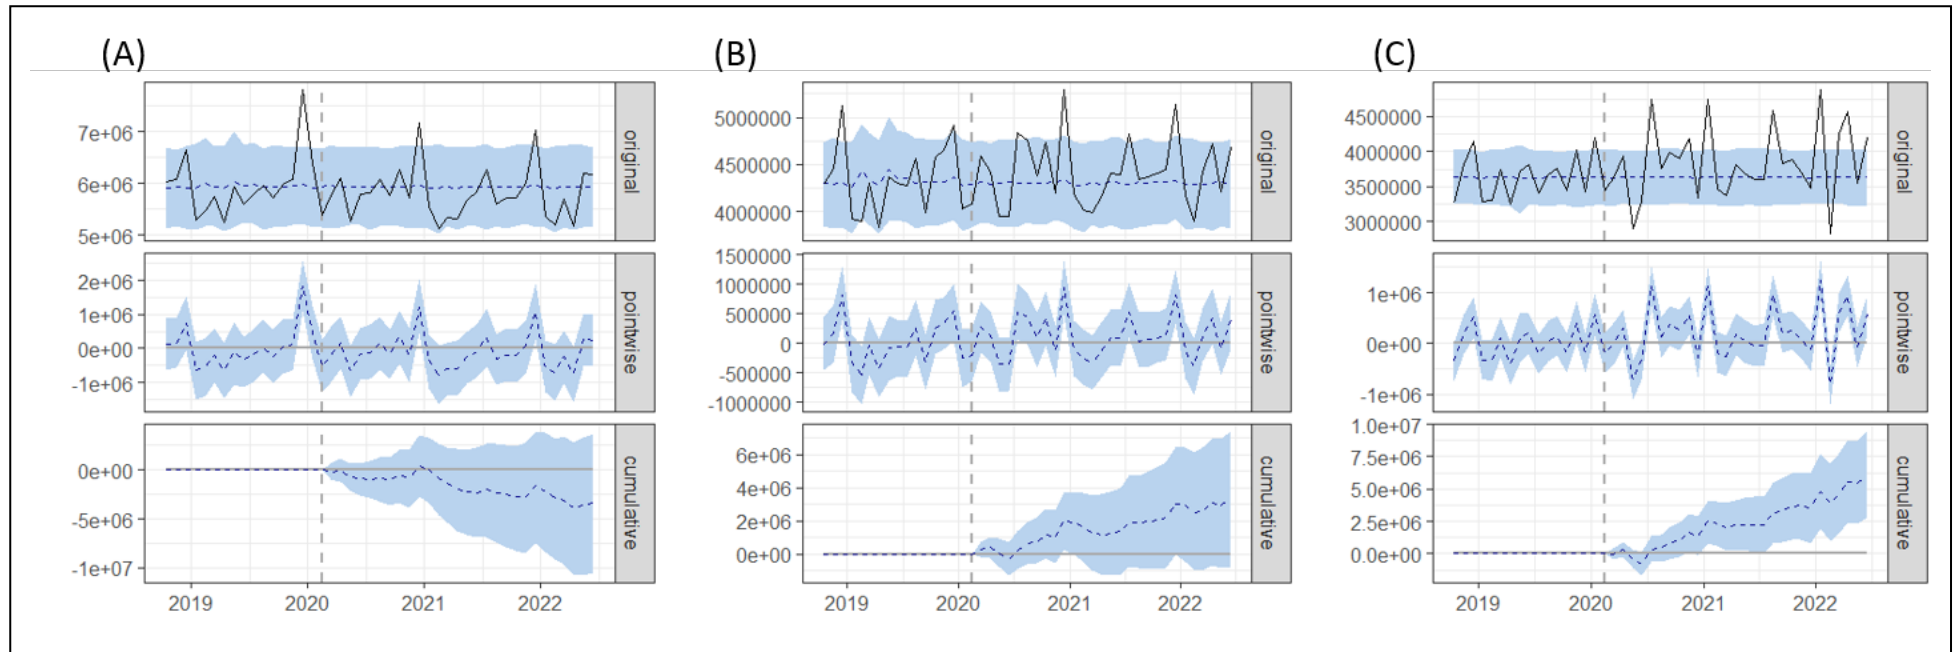 (A)
7e+06
6e+06
5e+06
original
2e+06
1e+06
0e+00
-1e+06
pointwise
0e+00
-5e+06
-1e+07
cumulative
2019 2020 2021 2022
(B)
5000000
4500000
4000000
original
1500000
1000000
500000
0
-500000
-1000000
pointwise
6e+06
4e+06
2e+06
0e+00
cumulative
2019 2020 2021 2022
(C)
4500000
4000000
3500000
3000000
original
1e+06
0e+00
-1e+06
pointwise
1.0e+07
7.5e+06
5.0e+06
2.5e+06
0.0e+00
cumulative
2019 2020 2021 2022